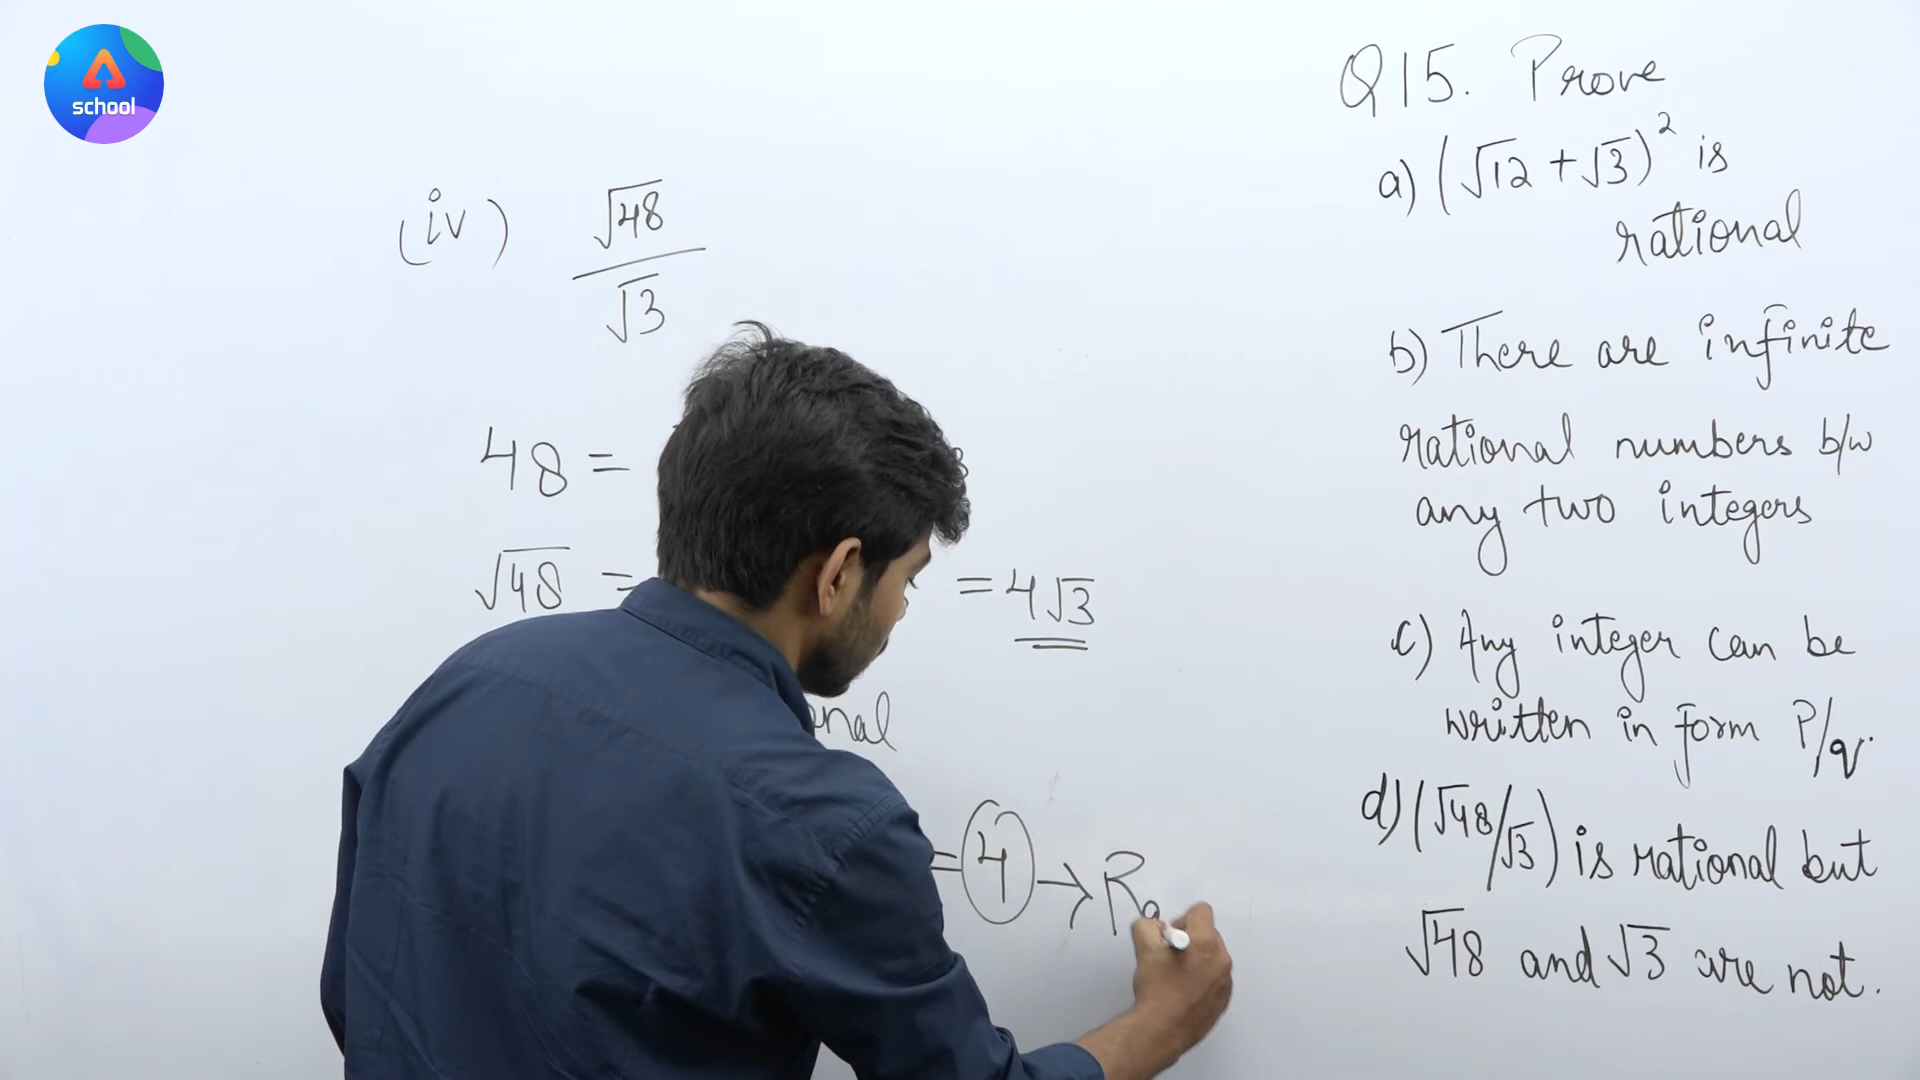 school
(iv) √48
√3
48 =
√48 = = 4√3
= 4 →
Q15. Prove
a) (√12 + √3)² is
rational
b) There are infinite
rational numbers b/w
any two integers
c) Any integer can be
written in form P/q.
d) (√48/√3) is rational but
√48 and √3 are not.